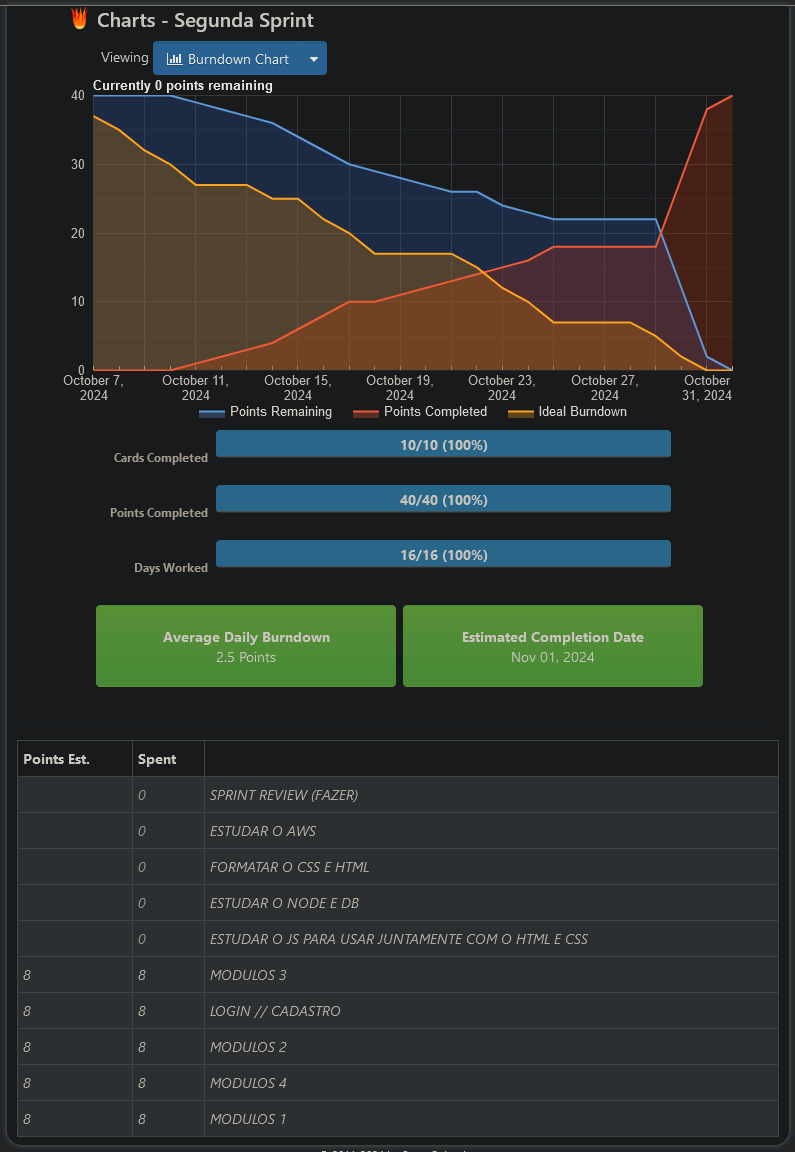 Charts - Segunda Sprint
Viewing Burndown Chart
Currently 0 points remaining
40
30
20
10
0
October 7, 2024
October 11, 2024
October 15, 2024
October 19, 2024
October 23, 2024
October 27, 2024
October 31, 2024
Points Remaining Points Completed Ideal Burndown
Cards Completed 10/10 (100%)
Points Completed 40/40 (100%)
Days Worked 16/16 (100%)
Average Daily Burndown
2.5 Points
Estimated Completion Date
Nov 01, 2024
Points Est. Spent
0 SPRINT REVIEW (FAZER)
0 ESTUDAR O AWS
0 FORMATAR O CSS E HTML
0 ESTUDAR O NODE E DB
0 ESTUDAR O JS PARA USAR JUNTAMENTE COM O HTML E CSS
8 8 MODULOS 3
8 8 LOGIN // CADASTRO
8 8 MODULOS 2
8 8 MODULOS 4
8 8 MODULOS 1